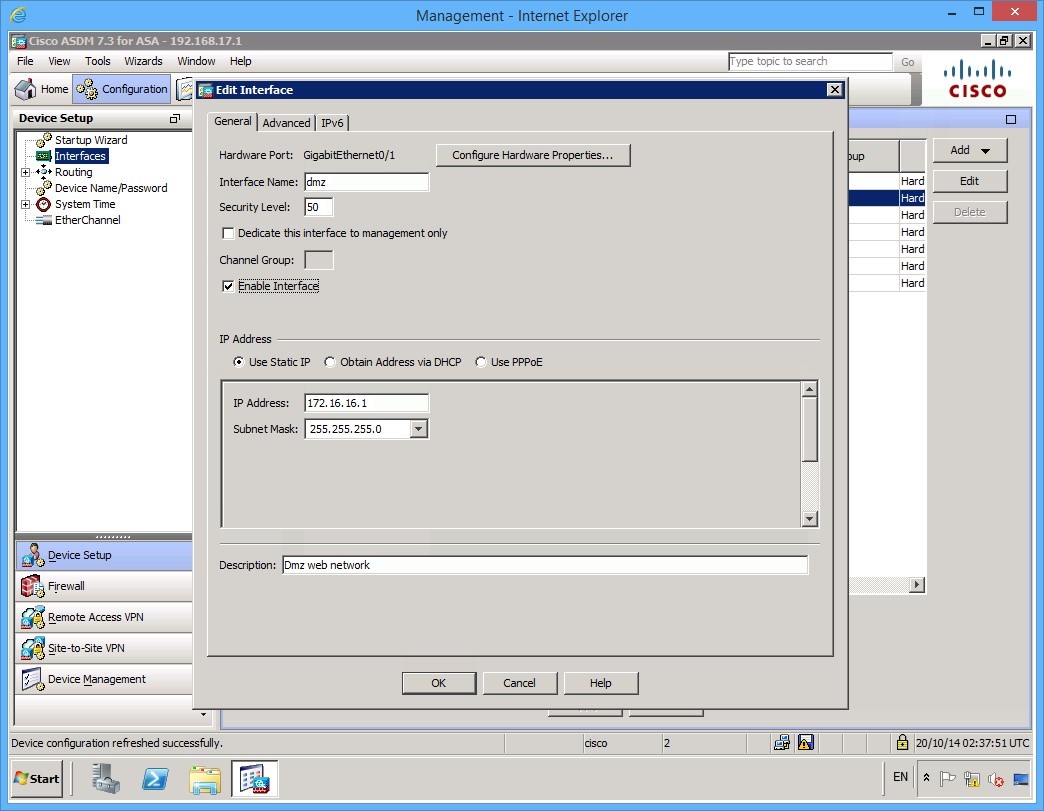 Management - Internet Explorer
Cisco ASDM 7.3 for ASA - 192.168.17.1
File View Tools Wizards Window Help
Type topic to search Go
CISCO
Home Configuration
Device Setup
Startup Wizard
Interfaces
Routing
Device Name/Password
System Time
EtherChannel
Device Setup
Firewall
Remote Access VPN
Site-to-Site VPN
Device Management
Edit Interface
General Advanced IPv6
Hardware Port: GigabitEthernet0/1 Configure Hardware Properties...
Interface Name: dmz
Security Level: 50
Dedicate this interface to management only
Channel Group:
Enable Interface
IP Address
Use Static IP Obtain Address via DHCP Use PPPoE
IP Address: 172.16.16.1
Subnet Mask: 255.255.255.0
Description: Dmz web network
OK Cancel Help
oup
Hard
Hard
Hard
Hard
Hard
Hard
Hard
Add
Edit
Delete
Device configuration refreshed successfully. cisco 2 20/10/14 02:37:51 UTC
Start EN